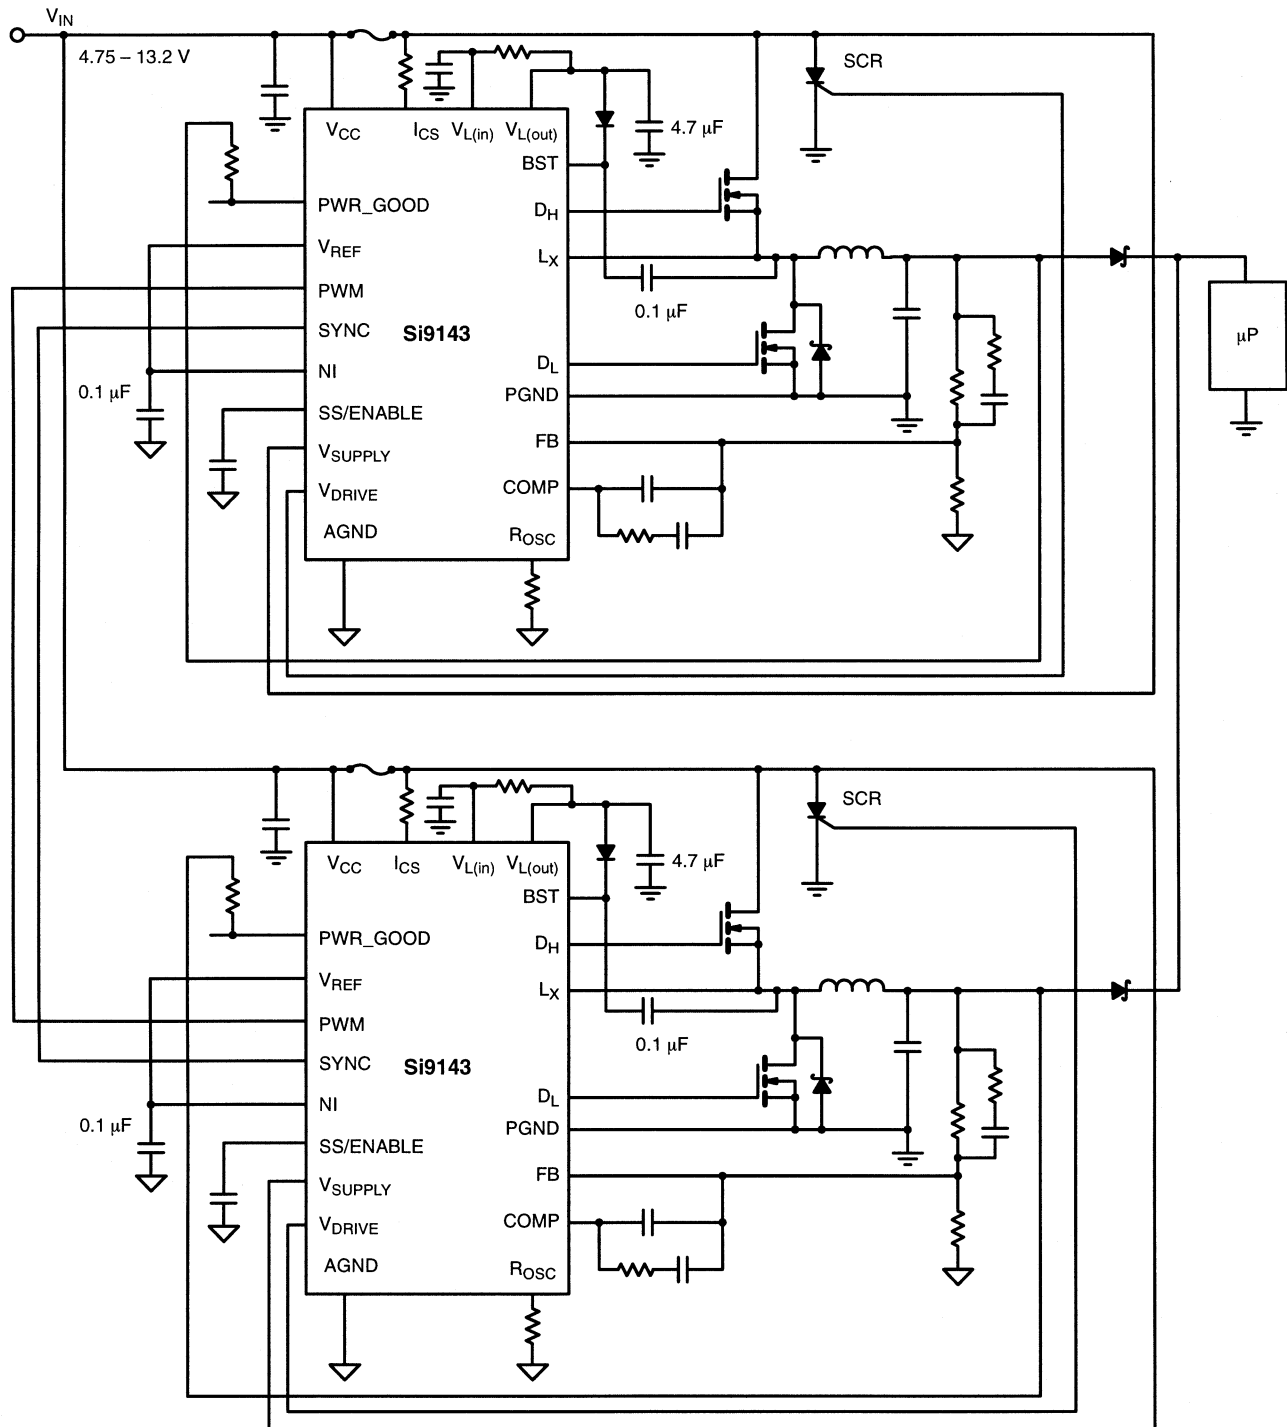 VIN
4.75 – 13.2 V
SCR
VCC
ICS
VL(in)
VL(out)
4.7 µF
BST
PWR_GOOD
DH
VREF
LX
PWM
0.1 µF
SYNC
Si9143
µP
NI
DL
0.1 µF
PGND
SS/ENABLE
FB
VSUPPLY
VDRIVE
COMP
AGND
ROSC
SCR
VCC
ICS
VL(in)
VL(out)
4.7 µF
BST
PWR_GOOD
DH
VREF
LX
PWM
0.1 µF
SYNC
Si9143
NI
DL
0.1 µF
PGND
SS/ENABLE
FB
VSUPPLY
VDRIVE
COMP
AGND
ROSC